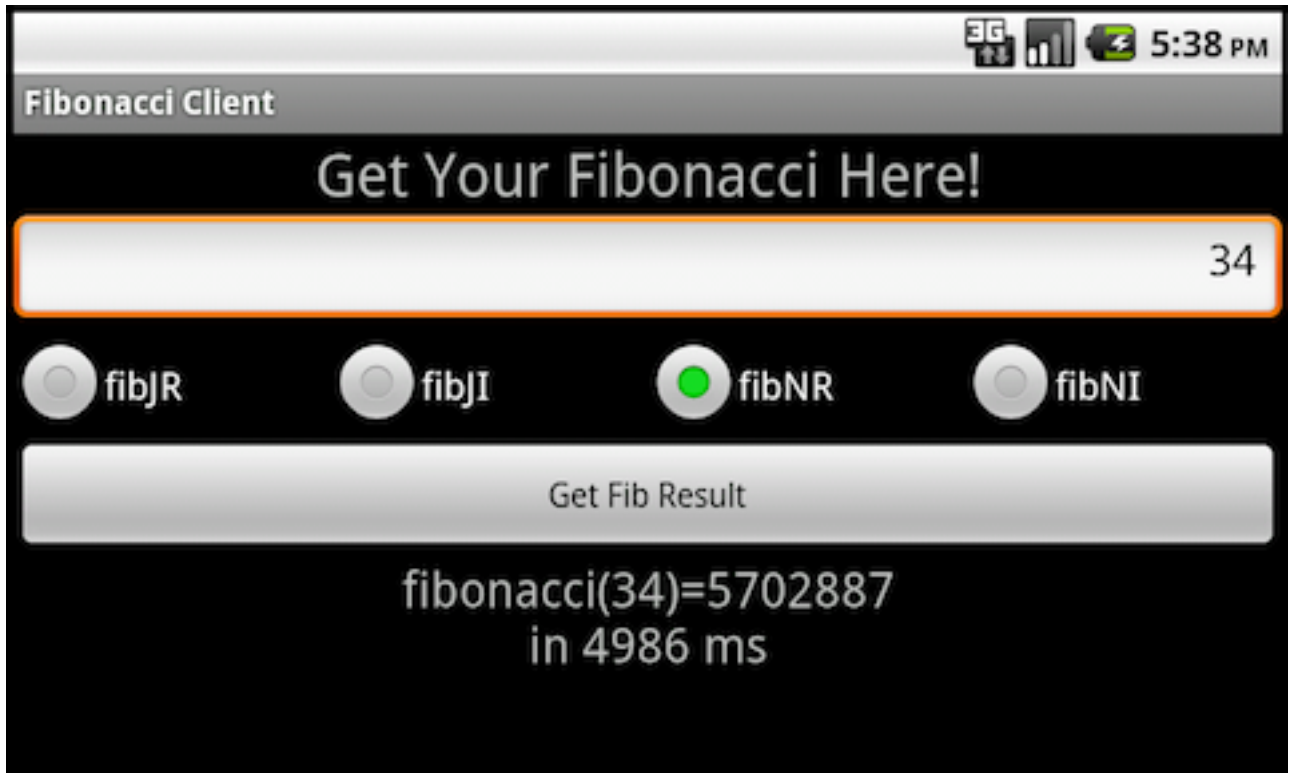 3G 5:38 PM
Fibonacci Client
Get Your Fibonacci Here!
34
fibJR fibJI fibNR fibNI
Get Fib Result
fibonacci(34)=5702887
in 4986 ms